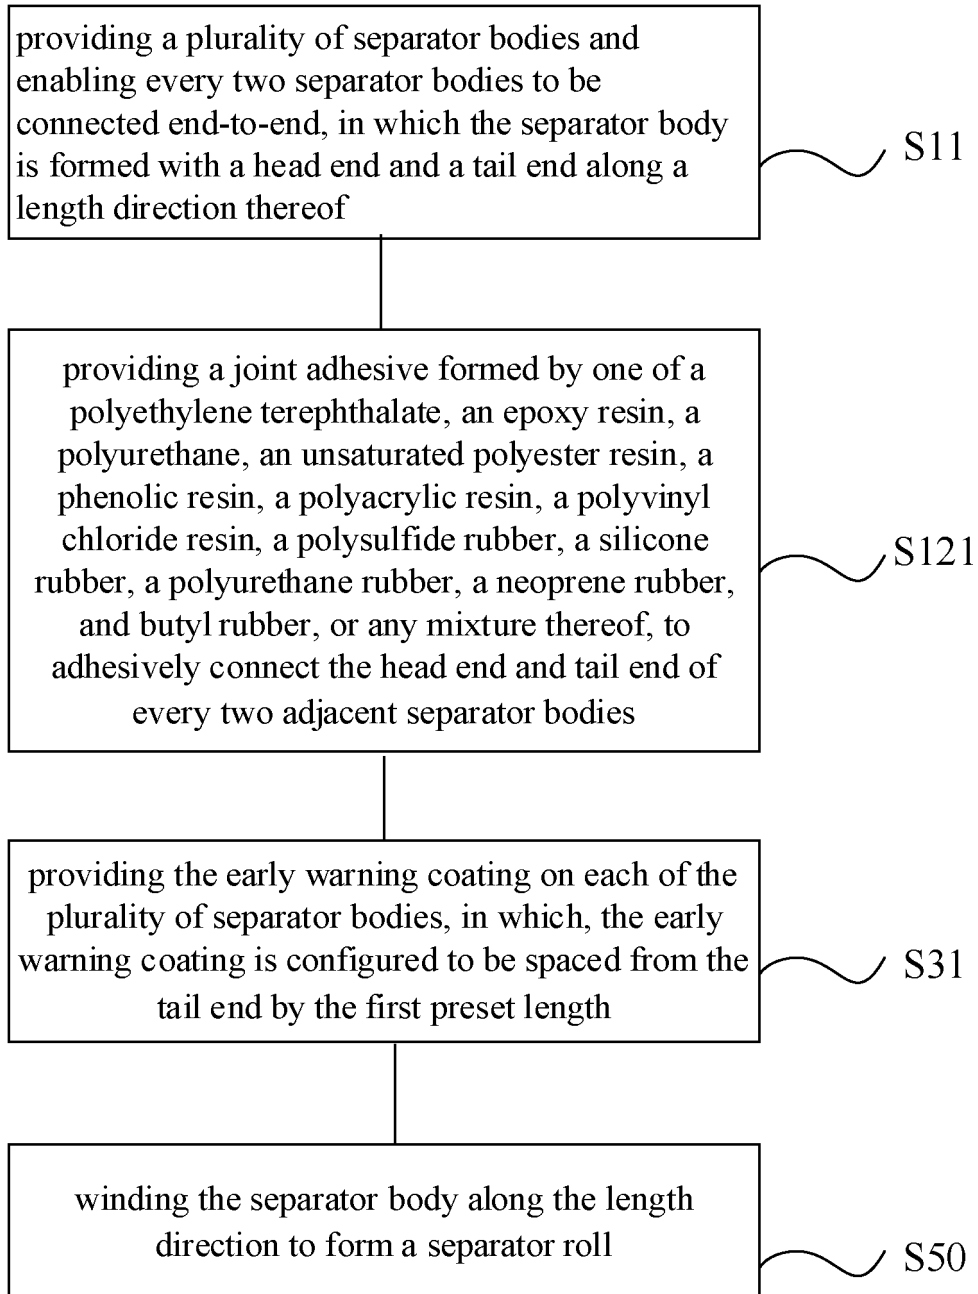 providing a plurality of separator bodies and
enabling every two separator bodies to be
connected end-to-end, in which the separator body
is formed with a head end and a tail end along a
length direction thereof
S11
providing a joint adhesive formed by one of a
polyethylene terephthalate, an epoxy resin, a
polyurethane, an unsaturated polyester resin, a
phenolic resin, a polyacrylic resin, a polyvinyl
chloride resin, a polysulfide rubber, a silicone
rubber, a polyurethane rubber, a neoprene rubber,
and butyl rubber, or any mixture thereof, to
adhesively connect the head end and tail end of
every two adjacent separator bodies
S121
providing the early warning coating on each of the
plurality of separator bodies, in which, the early
warning coating is configured to be spaced from the
tail end by the first preset length
S31
winding the separator body along the length
direction to form a separator roll
S50